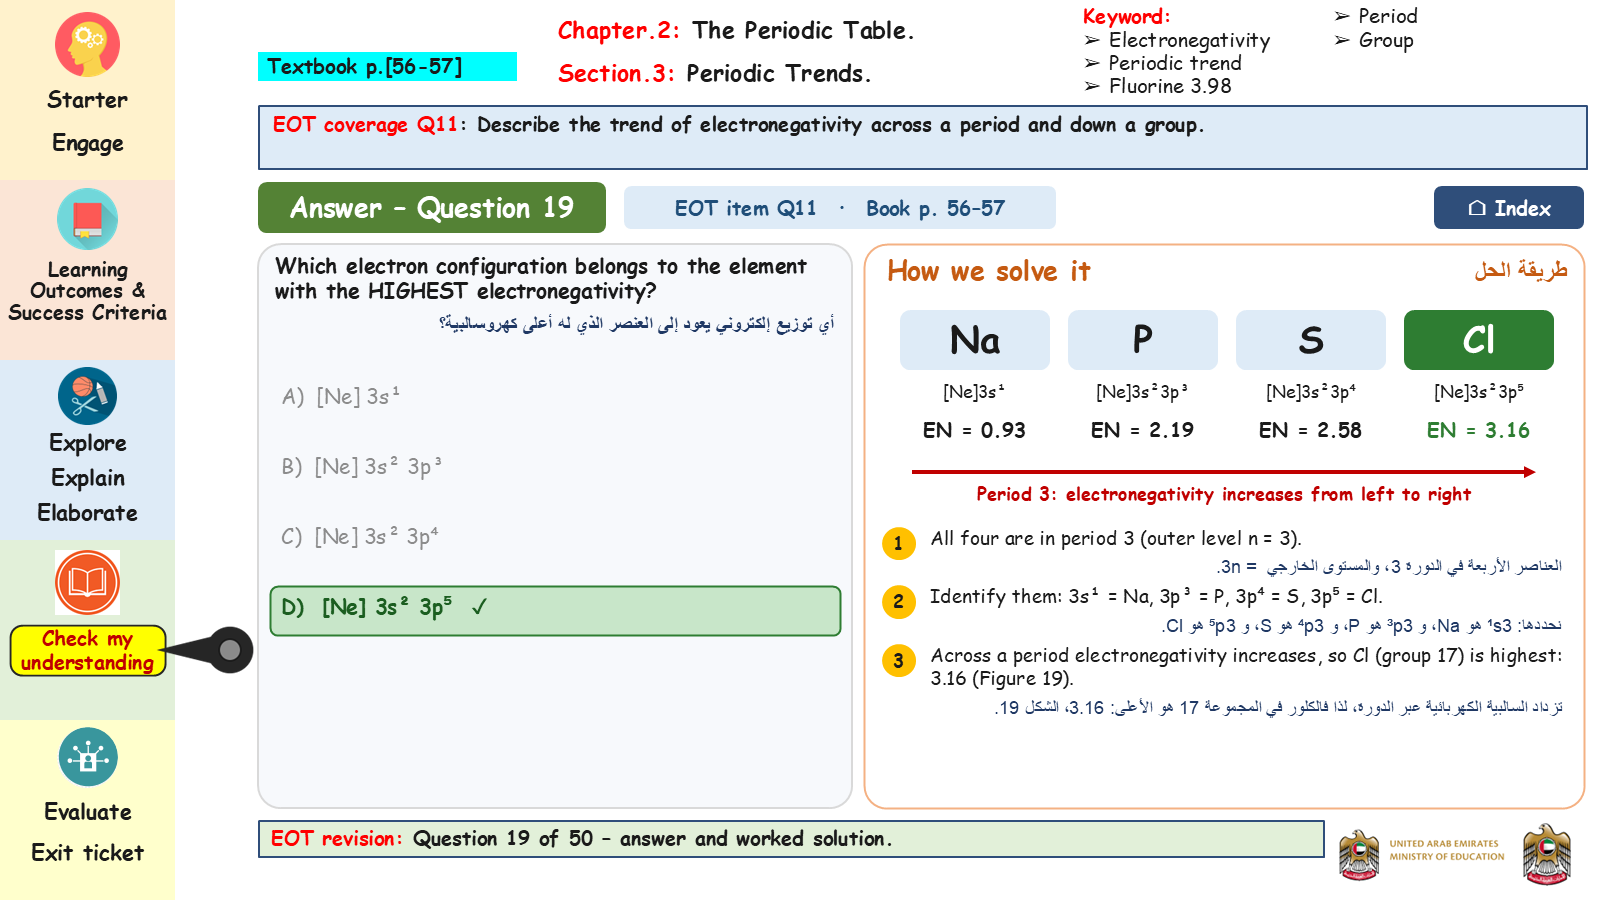 Starter
Engage
Learning
Outcomes &
Success Criteria
Explore
Explain
Elaborate
Check my
understanding
Evaluate
Exit ticket
Textbook p.[56-57]
Chapter.2: The Periodic Table.
Section.3: Periodic Trends.
Keyword:
➢ Electronegativity
➢ Periodic trend
➢ Fluorine 3.98
➢ Period
➢ Group
EOT coverage Q11: Describe the trend of electronegativity across a period and down a group.
Answer – Question 19
EOT item Q11 · Book p. 56–57
Index
Which electron configuration belongs to the element
with the HIGHEST electronegativity?
أي توزيع إلكتروني يعود إلى العنصر الذي له أعلى كهروسالبية؟
A) [Ne] 3s¹
B) [Ne] 3s² 3p³
C) [Ne] 3s² 3p⁴
D) [Ne] 3s² 3p⁵ ✓
How we solve it
طريقة الحل
Na P S Cl
[Ne]3s¹ [Ne]3s²3p³ [Ne]3s²3p⁴ [Ne]3s²3p⁵
EN = 0.93 EN = 2.19 EN = 2.58 EN = 3.16
Period 3: electronegativity increases from left to right
1 All four are in period 3 (outer level n = 3).
العناصر الأربعة في الدورة 3، والمستوى الخارجي = 3n.
2 Identify them: 3s¹ = Na, 3p³ = P, 3p⁴ = S, 3p⁵ = Cl.
نحددها: 3s¹ هو Na، و 3p³ هو P، و 3p⁴ هو S، و 3p⁵ هو Cl.
3 Across a period electronegativity increases, so Cl (group 17) is highest:
3.16 (Figure 19).
تزداد السالبية الكهربائية عبر الدورة، لذا فالكلور في المجموعة 17 هو الأعلى: 3.16، الشكل 19.
EOT revision: Question 19 of 50 – answer and worked solution.
UNITED ARAB EMIRATES
MINISTRY OF EDUCATION